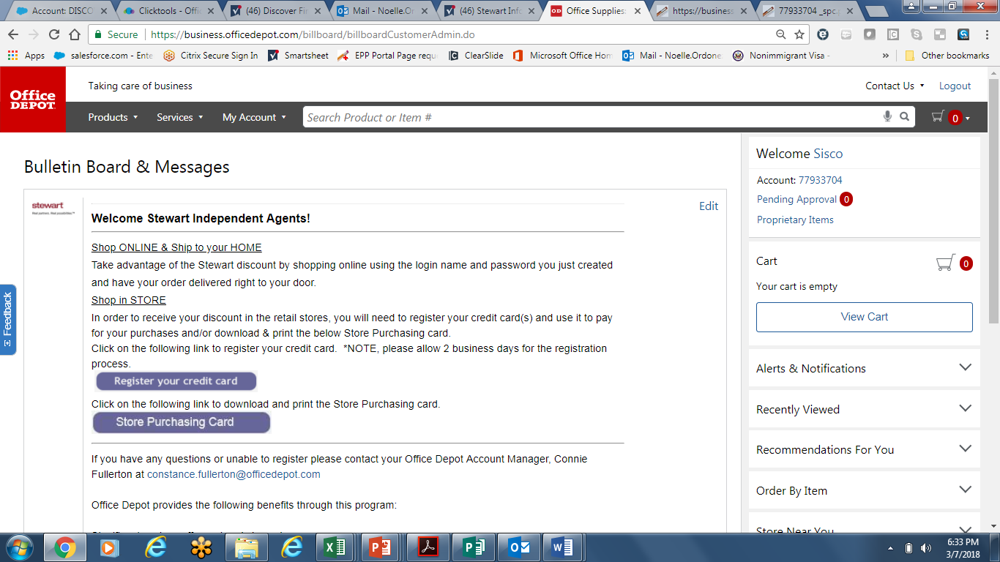 Account: DISCO
Clicktools - Offi
(46) Discover Fi
Mail - Noelle.Or
(46) Stewart Info
Office Supplies:
https://business
77933704 _spc.
Secure
https://business.officedepot.com/billboard/billboardCustomerAdmin.do
Apps
salesforce.com - Ente
Citrix Secure Sign In
Smartsheet
EPP Portal Page requ
ClearSlide
Microsoft Office Hom
Mail - Noelle.Ordone
Nonimmigrant Visa -
Other bookmarks
Office DEPOT
Taking care of business
Contact Us
Logout
Products
Services
My Account
Search Product or Item #
0
Bulletin Board & Messages
Welcome Sisco
Account: 77933704
Pending Approval 0
Proprietary Items
Edit
stewart
Welcome Stewart Independent Agents!
Shop ONLINE & Ship to your HOME
Take advantage of the Stewart discount by shopping online using the login name and password you just created
and have your order delivered right to your door.
Shop in STORE
In order to receive your discount in the retail stores, you will need to register your credit card(s) and use it to pay
for your purchases and/or download & print the below Store Purchasing card.
Click on the following link to register your credit card. *NOTE, please allow 2 business days for the registration
process.
Register your credit card
Click on the following link to download and print the Store Purchasing card.
Store Purchasing Card
If you have any questions or unable to register please contact your Office Depot Account Manager, Connie
Fullerton at constance.fullerton@officedepot.com
Office Depot provides the following benefits through this program:
Cart
0
Your cart is empty
View Cart
Alerts & Notifications
Recently Viewed
Recommendations For You
Order By Item
Store Near You
Feedback
6:33 PM
3/7/2018